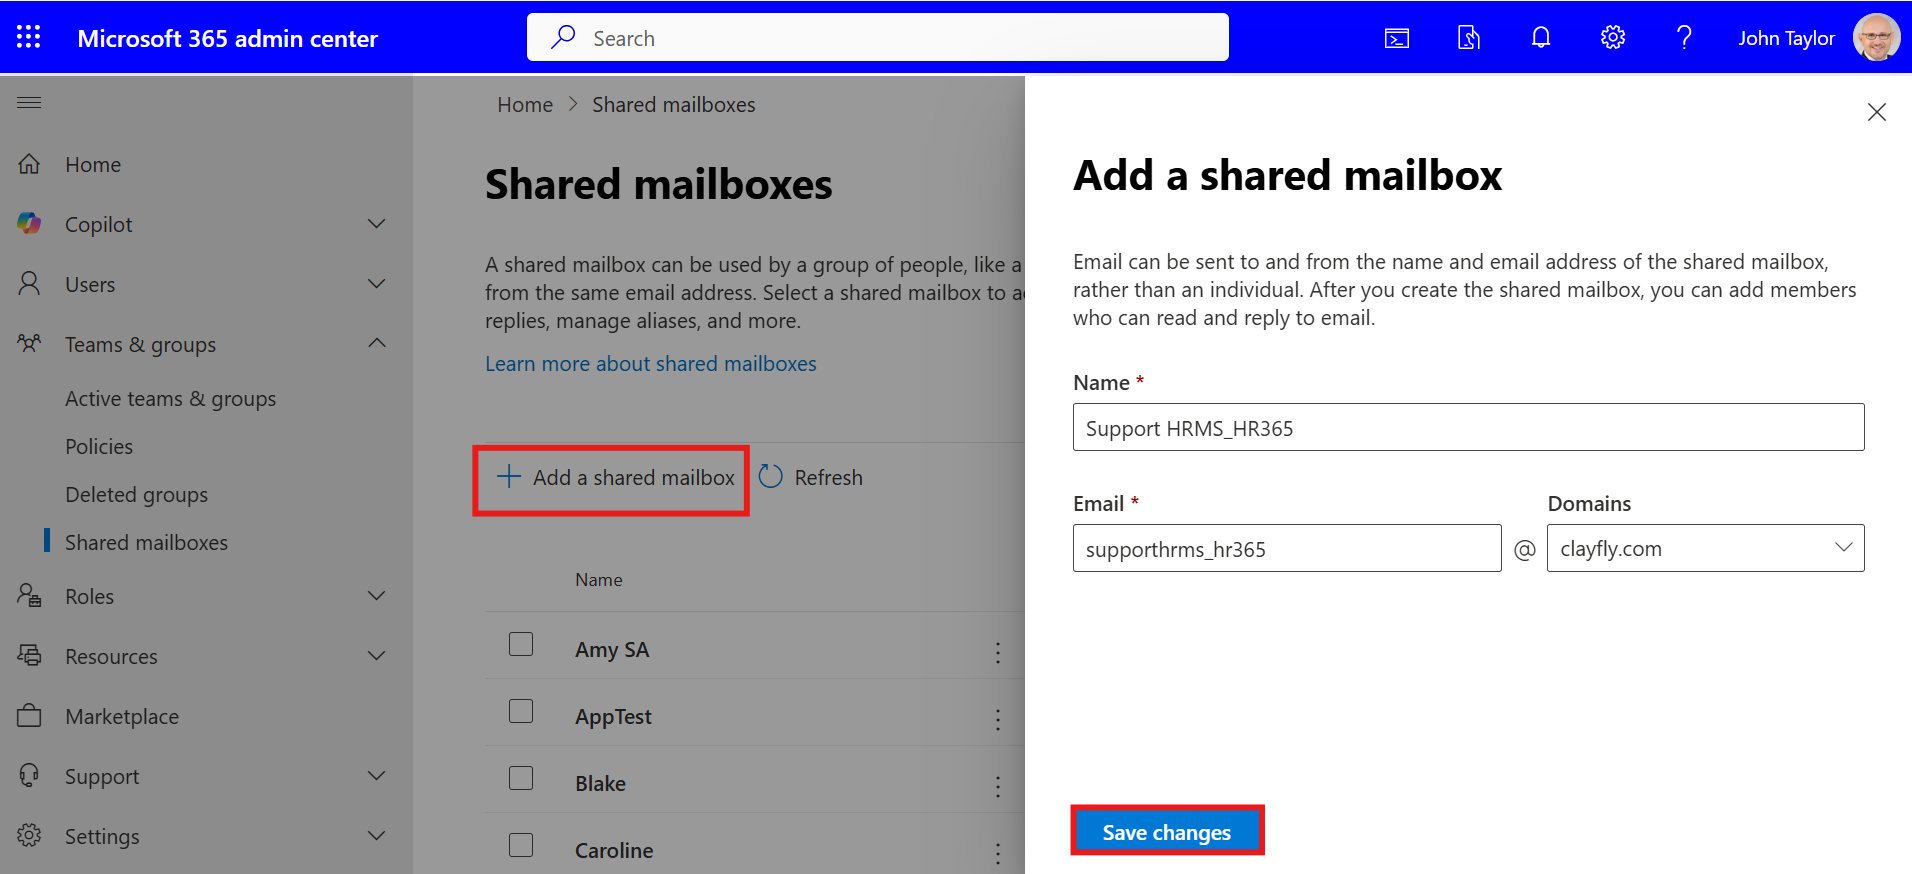 Microsoft 365 admin center
Search
John Taylor
Home
Copilot
Users
Teams & groups
Active teams & groups
Policies
Deleted groups
Shared mailboxes
Roles
Resources
Marketplace
Support
Settings
Home > Shared mailboxes
Shared mailboxes
A shared mailbox can be used by a group of people, like a
from the same email address. Select a shared mailbox to
replies, manage aliases, and more.
Learn more about shared mailboxes
Add a shared mailbox
Refresh
Name
Amy SA
AppTest
Blake
Caroline
Add a shared mailbox
Email can be sent to and from the name and email address of the shared mailbox,
rather than an individual. After you create the shared mailbox, you can add members
who can read and reply to email.
Name *
Support HRMS_HR365
Email *
Domains
supporthrms_hr365 @ clayfly.com
Save changes